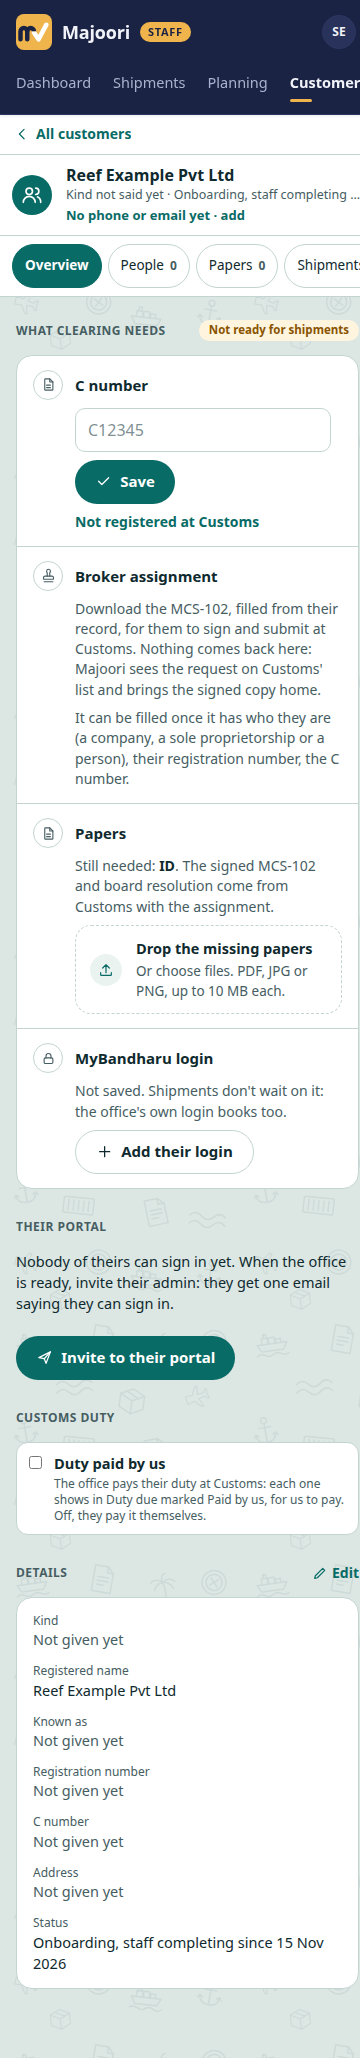 Majoori STAFF SE
Dashboard Shipments Planning Customer
All customers
Reef Example Pvt Ltd
Kind not said yet · Onboarding, staff completing ...
No phone or email yet · add
Overview People 0 Papers 0 Shipments
WHAT CLEARING NEEDS Not ready for shipments
C number
C12345
Save
Not registered at Customs
Broker assignment
Download the MCS-102, filled from their
record, for them to sign and submit at
Customs. Nothing comes back here:
Majoori sees the request on Customs'
list and brings the signed copy home.
It can be filled once it has who they are
(a company, a sole proprietorship or a
person), their registration number, the C
number.
Papers
Still needed: ID. The signed MCS-102
and board resolution come from
Customs with the assignment.
Drop the missing papers
Or choose files. PDF, JPG or
PNG, up to 10 MB each.
MyBandharu login
Not saved. Shipments don't wait on it:
the office's own login books too.
Add their login
THEIR PORTAL
Nobody of theirs can sign in yet. When the office
is ready, invite their admin: they get one email
saying they can sign in.
Invite to their portal
CUSTOMS DUTY
Duty paid by us
The office pays their duty at Customs: each one
shows in Duty due marked Paid by us, for us to pay.
Off, they pay it themselves.
DETAILS Edit
Kind
Not given yet
Registered name
Reef Example Pvt Ltd
Known as
Not given yet
Registration number
Not given yet
C number
Not given yet
Address
Not given yet
Status
Onboarding, staff completing since 15 Nov
2026